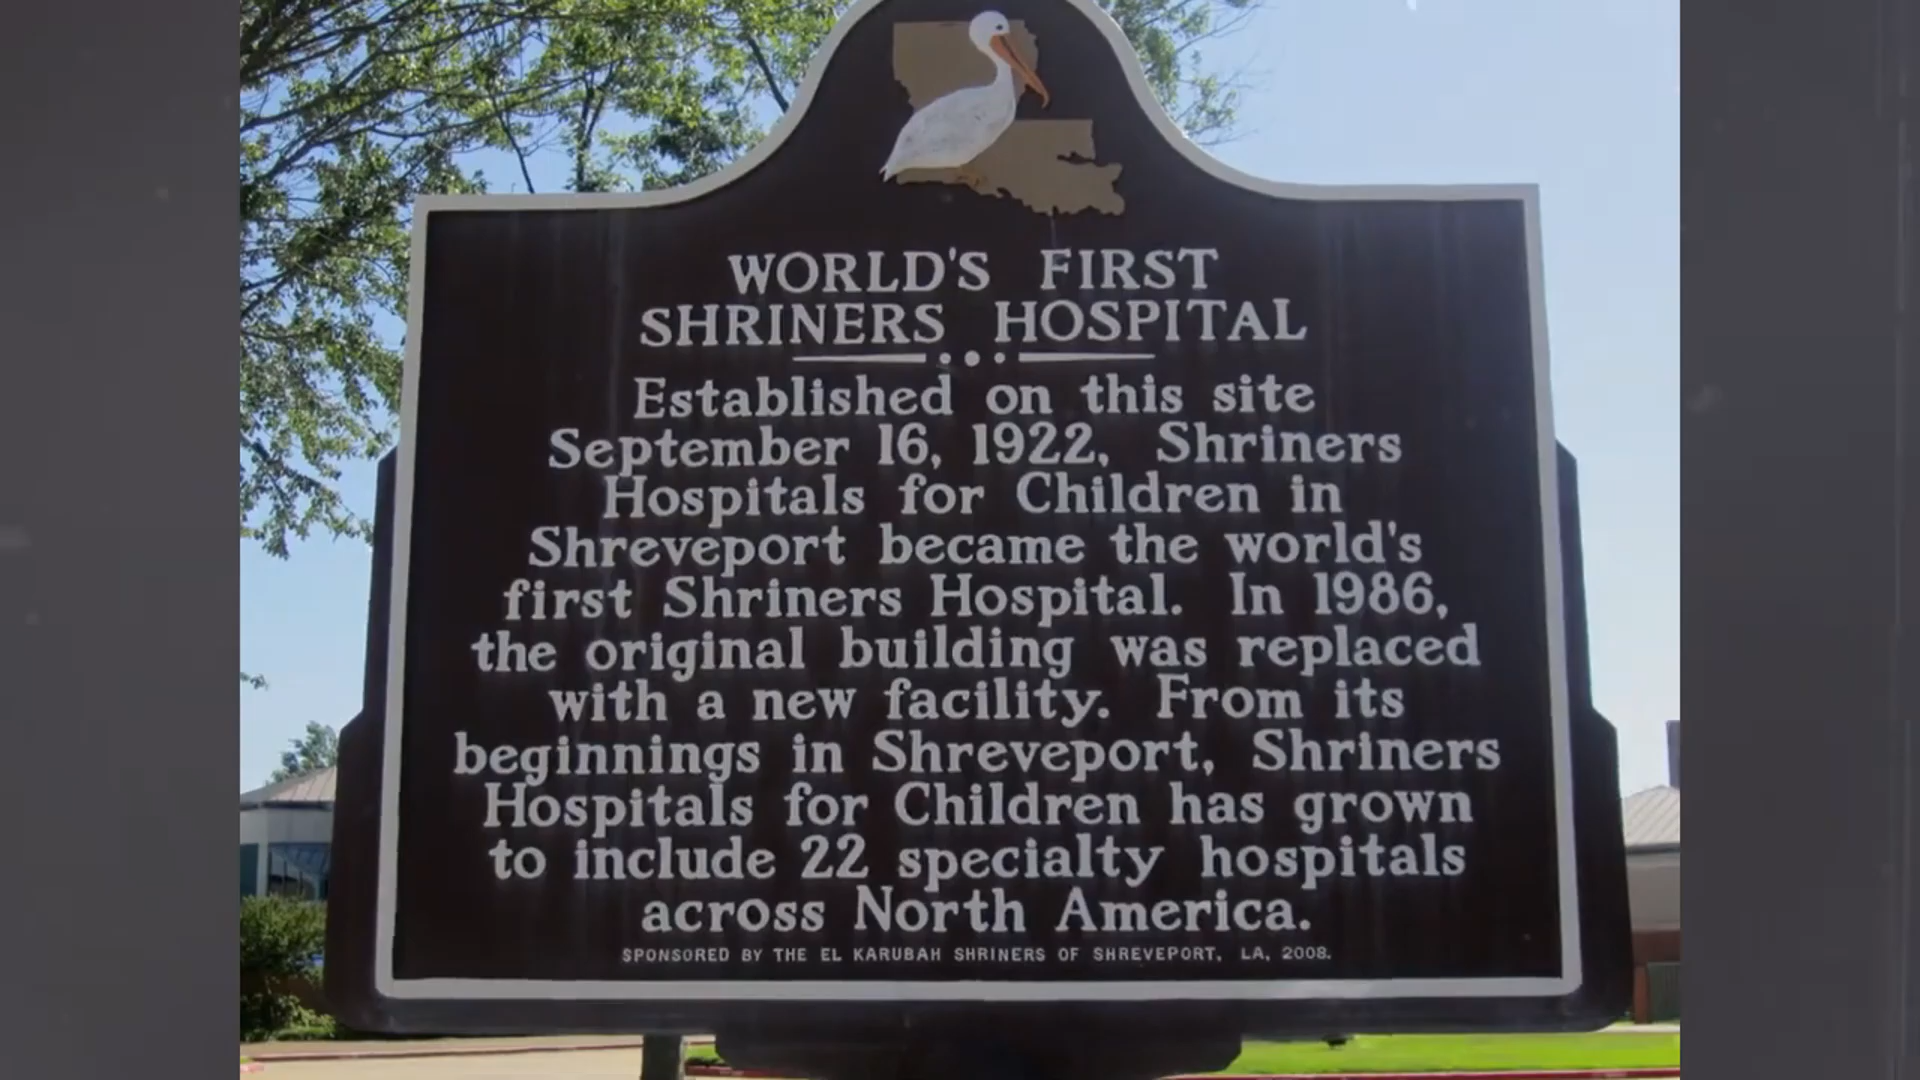 WORLD'S FIRST
SHRINERS HOSPITAL
Established on this site
September 16, 1922, Shriners
Hospitals for Children in
Shreveport became the world's
first Shriners Hospital. In 1986,
the original building was replaced
with a new facility. From its
beginnings in Shreveport, Shriners
Hospitals for Children has grown
to include 22 specialty hospitals
across North America.
SPONSORED BY THE EL KARUBAH SHRINERS OF SHREVEPORT, LA, 2008.